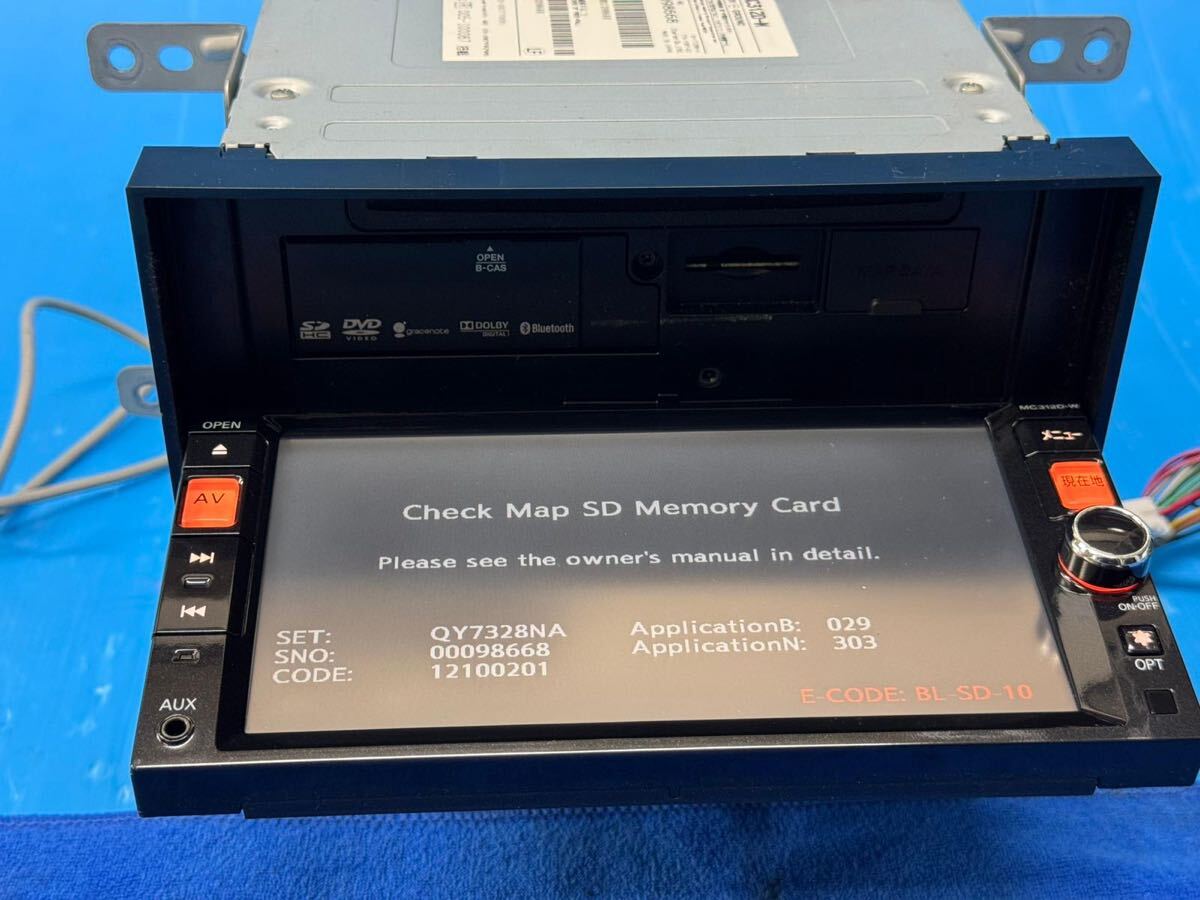 OPEN
B-CAS
SD
HC
DVD
VIDEO
gracenote
DOLBY
DIGITAL
Bluetooth
OPEN
MC312D-W
メニュー
AV
現在地
Check Map SD Memory Card
Please see the owner's manual in detail.
SET: QY7328NA ApplicationB: 029
SNO: 00098668 ApplicationN: 303
CODE: 12100201
E-CODE: BL-SD-10
PUSH
ON·OFF
OPT
AUX